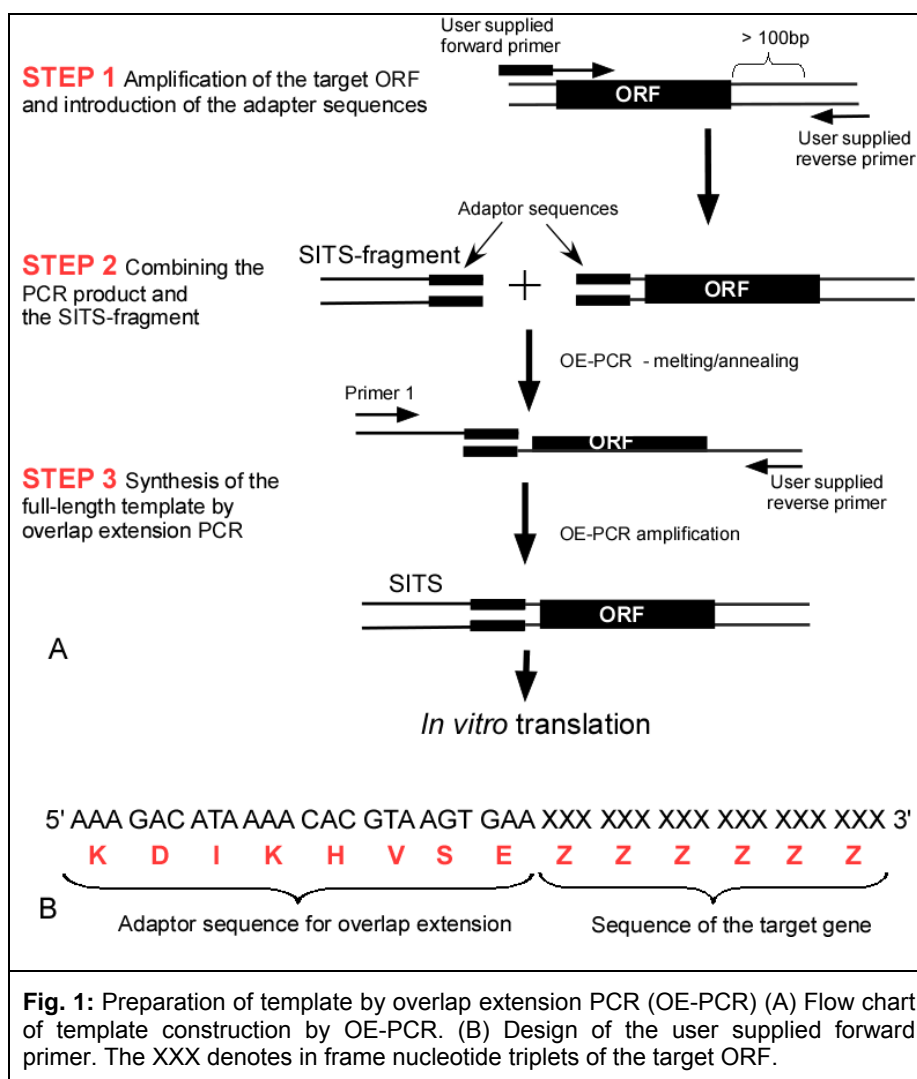 User supplied
forward primer
> 100bp
STEP 1 Amplification of the target ORF
and introduction of the adapter sequences
ORF
User supplied
reverse primer
Adaptor sequences
SITS-fragment
STEP 2 Combining the
PCR product and
the SITS-fragment
ORF
OE-PCR - melting/annealing
Primer 1
ORF
STEP 3 Synthesis of the
full-length template by
overlap extension PCR
User supplied
reverse primer
OE-PCR amplification
SITS
ORF
A
In vitro translation
5' AAA GAC ATA AAA CAC GTA AGT GAA XXX XXX XXX XXX XXX XXX 3'
K D I K H V S E Z Z Z Z Z Z
B
Adaptor sequence for overlap extension
Sequence of the target gene
Fig. 1: Preparation of template by overlap extension PCR (OE-PCR) (A) Flow chart
of template construction by OE-PCR. (B) Design of the user supplied forward
primer. The XXX denotes in frame nucleotide triplets of the target ORF.